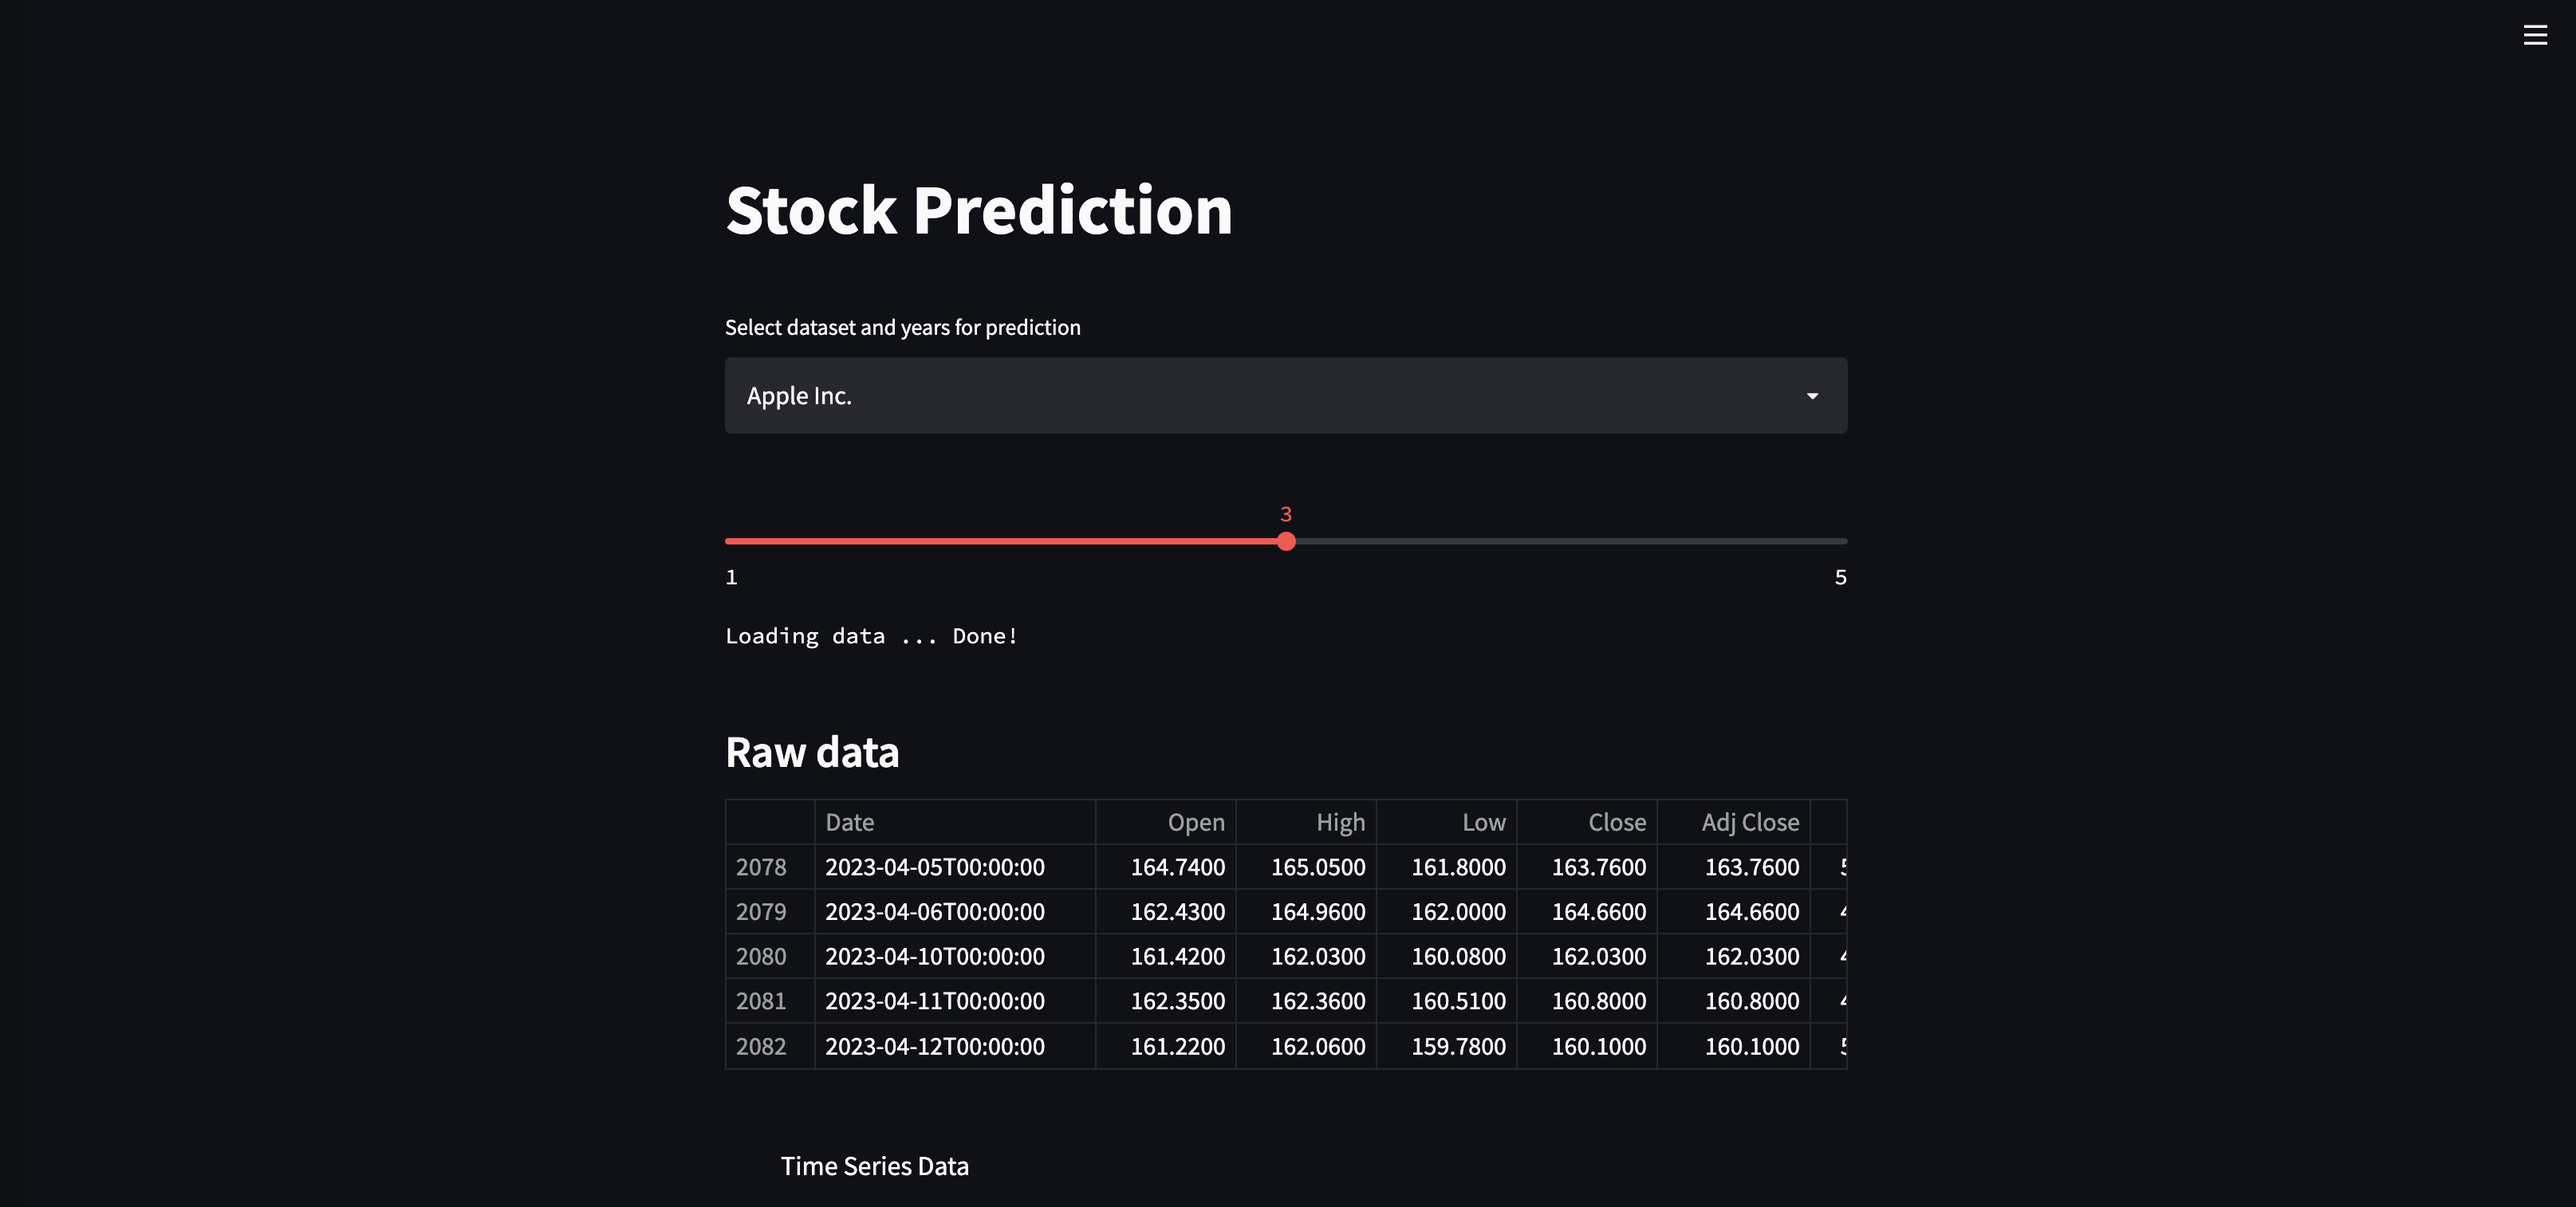 Stock Prediction
Select dataset and years for prediction
Apple Inc.
3
1 5
Loading data ... Done!
Raw data
Date Open High Low Close Adj Close
2078 2023-04-05T00:00:00 164.7400 165.0500 161.8000 163.7600 163.7600
2079 2023-04-06T00:00:00 162.4300 164.9600 162.0000 164.6600 164.6600
2080 2023-04-10T00:00:00 161.4200 162.0300 160.0800 162.0300 162.0300
2081 2023-04-11T00:00:00 162.3500 162.3600 160.5100 160.8000 160.8000
2082 2023-04-12T00:00:00 161.2200 162.0600 159.7800 160.1000 160.1000
Time Series Data